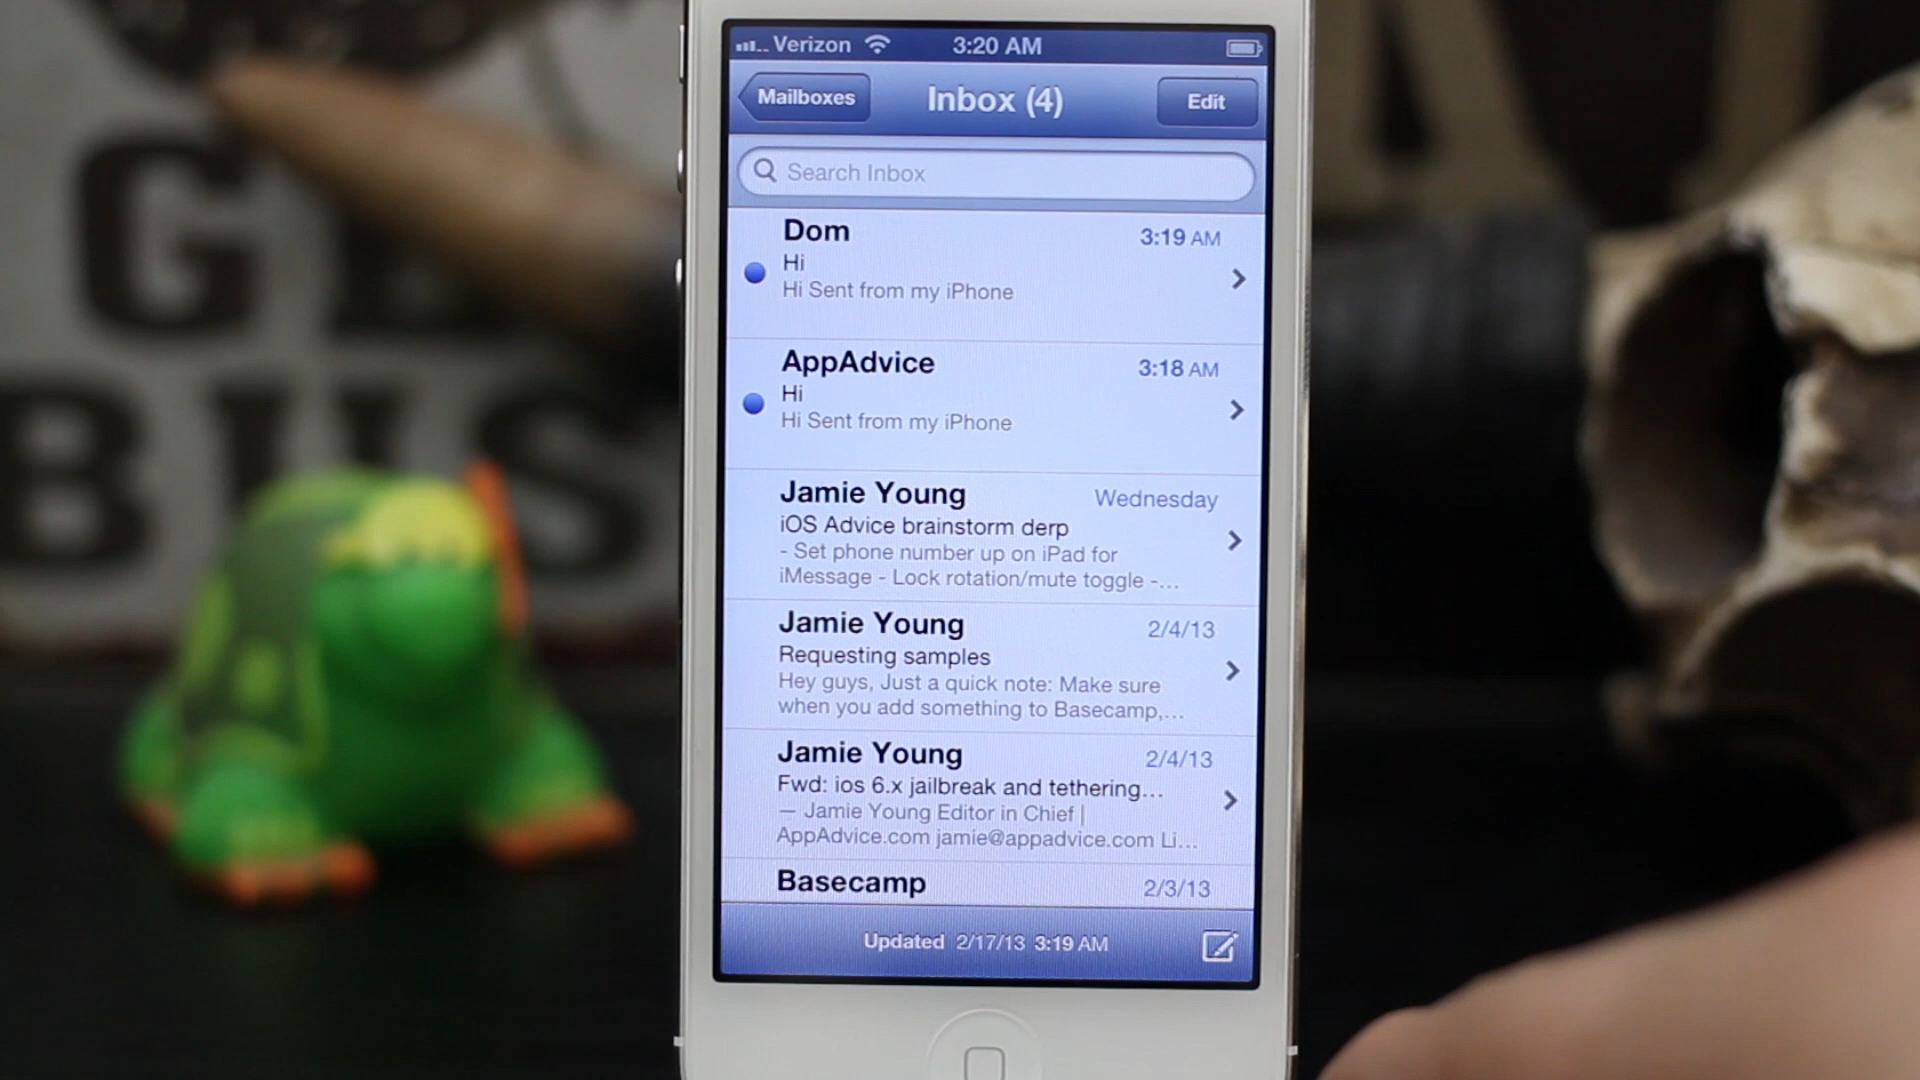 Verizon 3:20 AM
Mailboxes Inbox (4) Edit
Search Inbox
Dom 3:19 AM
Hi
Hi Sent from my iPhone
AppAdvice 3:18 AM
Hi
Hi Sent from my iPhone
Jamie Young Wednesday
iOS Advice brainstorm derp
- Set phone number up on iPad for
iMessage - Lock rotation/mute toggle -...
Jamie Young 2/4/13
Requesting samples
Hey guys, Just a quick note: Make sure
when you add something to Basecamp,...
Jamie Young 2/4/13
Fwd: ios 6.x jailbreak and tethering...
— Jamie Young Editor in Chief |
AppAdvice.com jamie@appadvice.com Li...
Basecamp 2/3/13
Updated 2/17/13 3:19 AM